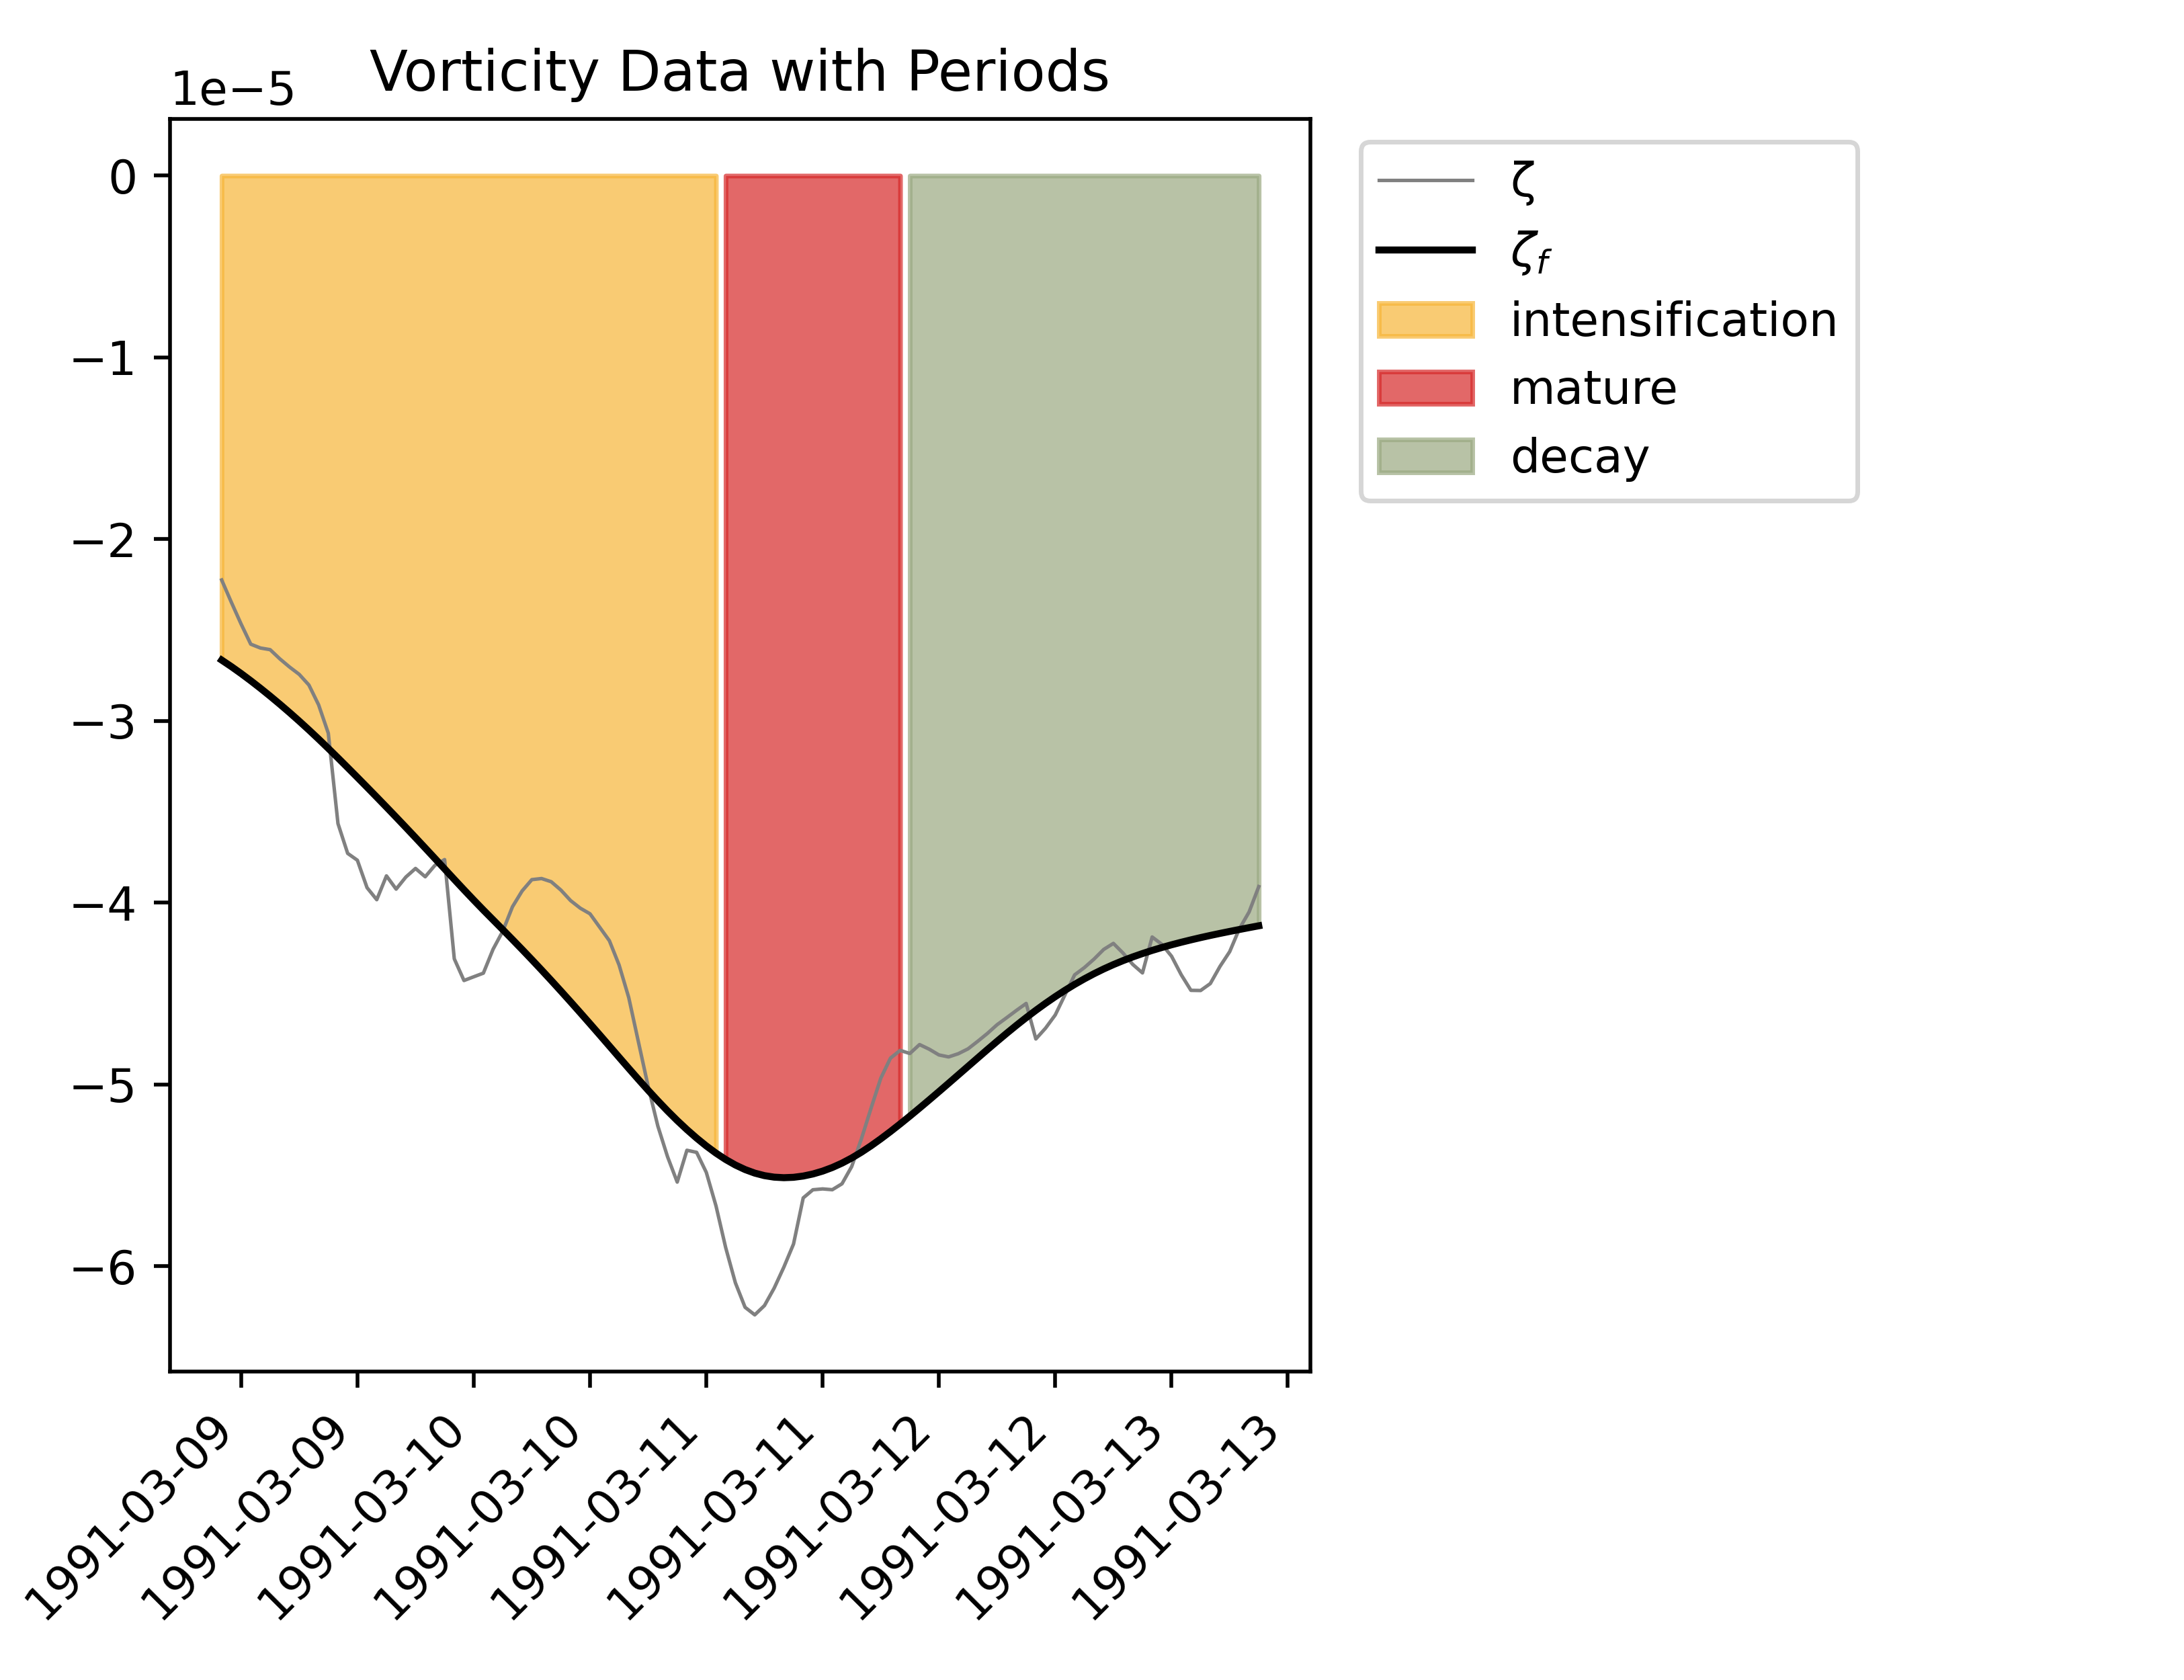 Vorticity Data with Periods
1e−5
0
−1
−2
−3
−4
−5
−6
1991-03-09
1991-03-09
1991-03-10
1991-03-10
1991-03-11
1991-03-11
1991-03-12
1991-03-12
1991-03-13
1991-03-13
ζ
ζf
intensification
mature
decay